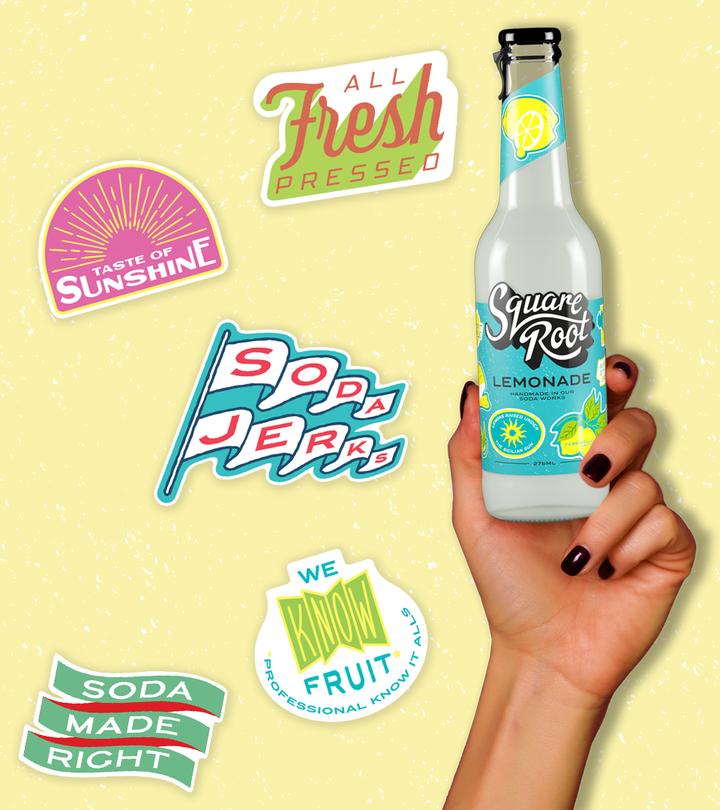 ALL
Fresh
PRESSED
TASTE OF
SUNSHINE
SODA
JERKS
WE
KNOW
FRUIT
PROFESSIONAL KNOW IT ALLS
SODA
MADE
RIGHT
Square
Root
LEMONADE
HANDMADE IN OUR
SODA WORKS
275ML